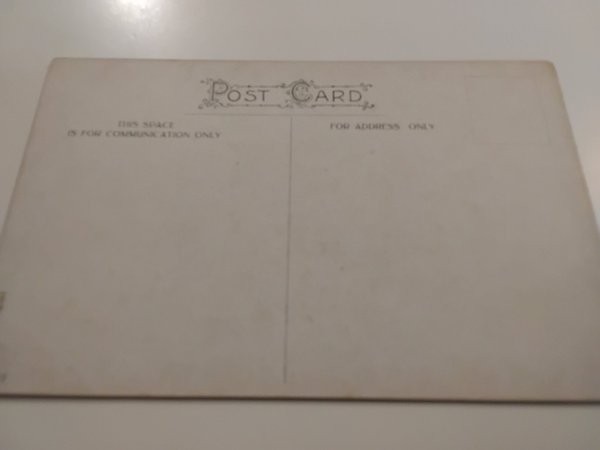 POST CARD
THIS SPACE
IS FOR COMMUNICATION ONLY
FOR ADDRESS ONLY